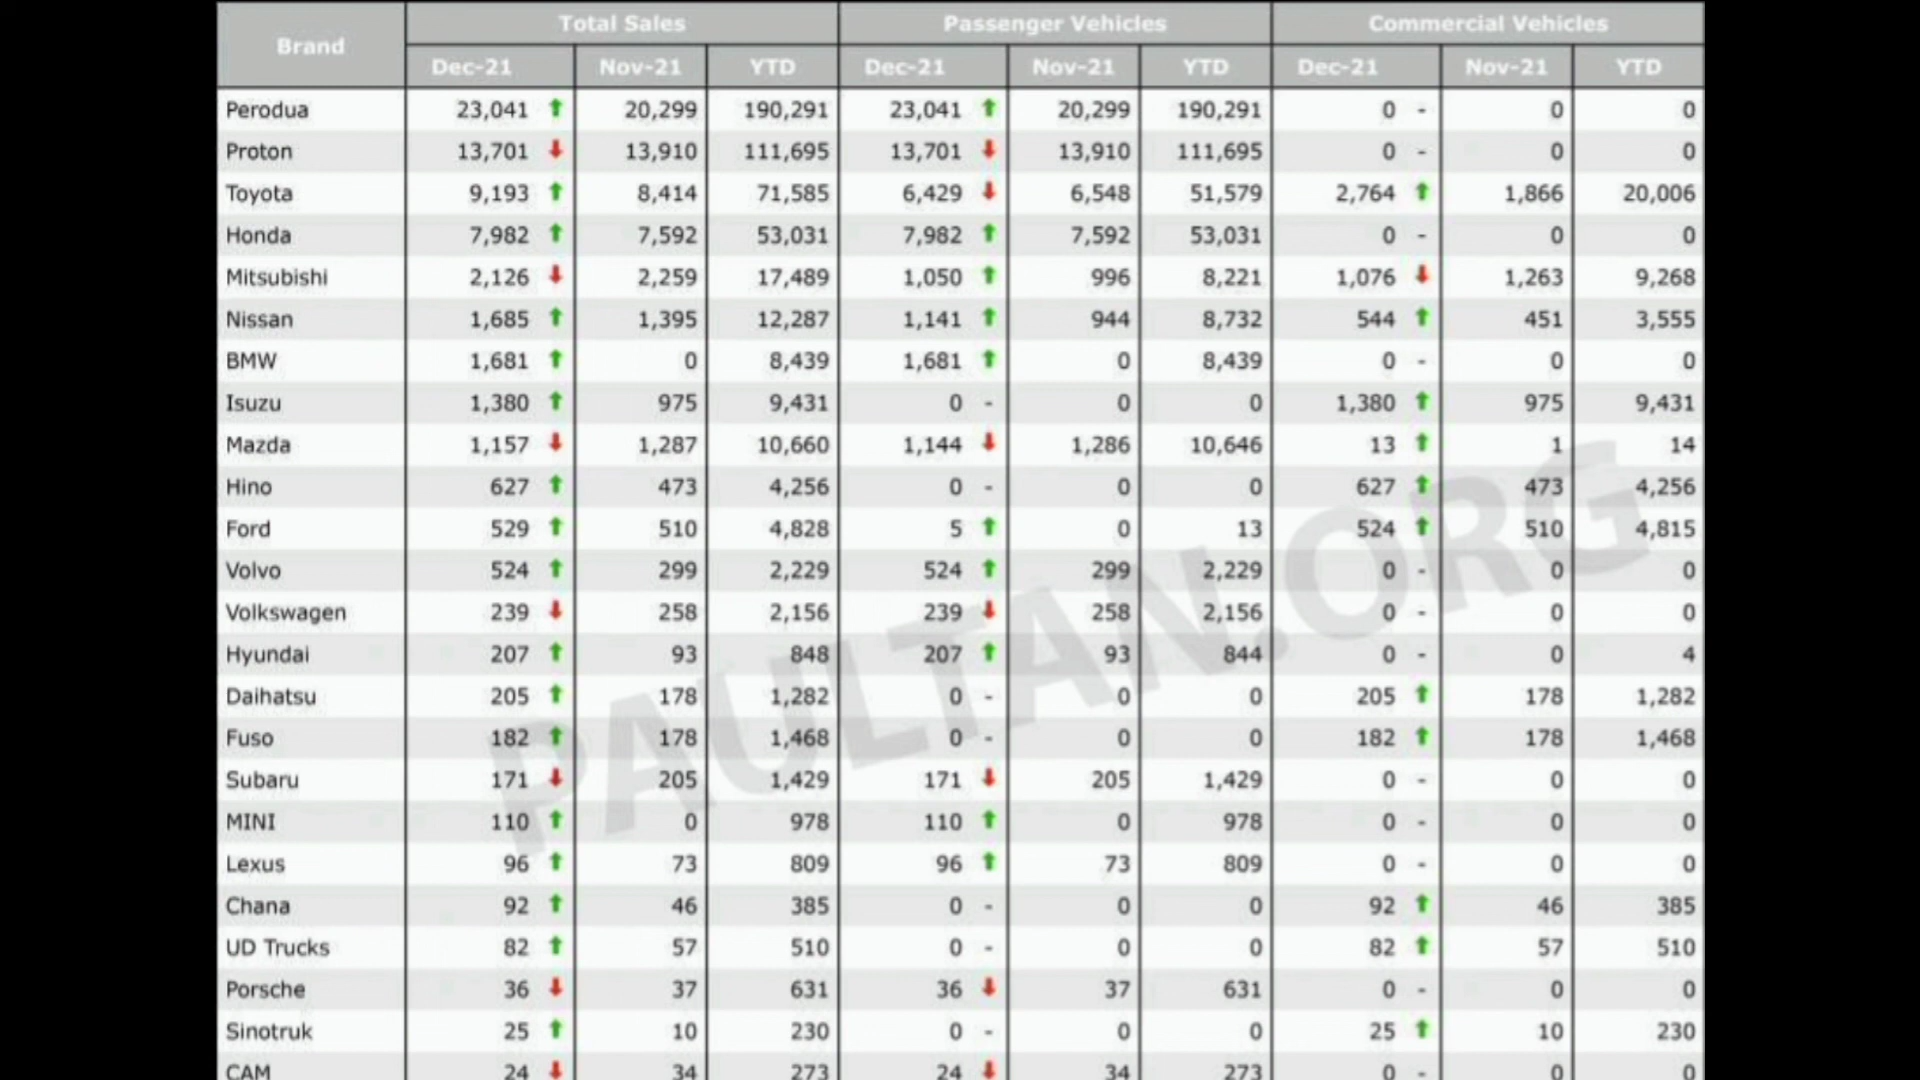 Brand Total Sales Passenger Vehicles Commercial Vehicles
Dec-21 Nov-21 YTD Dec-21 Nov-21 YTD Dec-21 Nov-21 YTD
Perodua 23,041 20,299 190,291 23,041 20,299 190,291 0 - 0 0
Proton 13,701 13,910 111,695 13,701 13,910 111,695 0 - 0 0
Toyota 9,193 8,414 71,585 6,429 6,548 51,579 2,764 1,866 20,006
Honda 7,982 7,592 53,031 7,982 7,592 53,031 0 - 0 0
Mitsubishi 2,126 2,259 17,489 1,050 996 8,221 1,076 1,263 9,268
Nissan 1,685 1,395 12,287 1,141 944 8,732 544 451 3,555
BMW 1,681 0 8,439 1,681 0 8,439 0 - 0 0
Isuzu 1,380 975 9,431 0 - 0 0 1,380 975 9,431
Mazda 1,157 1,287 10,660 1,144 1,286 10,646 13 1 14
Hino 627 473 4,256 0 - 0 0 627 473 4,256
Ford 529 510 4,828 5 0 13 524 510 4,815
Volvo 524 299 2,229 524 299 2,229 0 - 0 0
Volkswagen 239 258 2,156 239 258 2,156 0 - 0 0
Hyundai 207 93 848 207 93 844 0 - 0 4
Daihatsu 205 178 1,282 0 - 0 0 205 178 1,282
Fuso 182 178 1,468 0 - 0 0 182 178 1,468
Subaru 171 205 1,429 171 205 1,429 0 - 0 0
MINI 110 0 978 110 0 978 0 - 0 0
Lexus 96 73 809 96 73 809 0 - 0 0
Chana 92 46 385 0 - 0 0 92 46 385
UD Trucks 82 57 510 0 - 0 0 82 57 510
Porsche 36 37 631 36 37 631 0 - 0 0
Sinotruk 25 10 230 0 - 0 0 25 10 230
CAM 24 34 273 24 34 273 0 - 0 0
PAULTAN.ORG